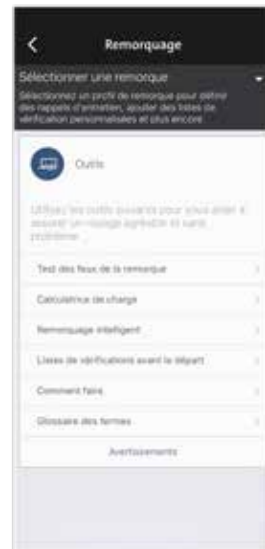 Remorquage
Sélectionner une remorque
Sélectionnez un profil de remorque pour définir
des rappels d'entretien, ajouter des listes de
vérification personnalisées et plus encore
Outils
Utilisez les outils suivants pour vous aider à
assurer un voyage agréable et sans
problème
Test des feux de la remorque
Calculatrice de charge
Remorquage intelligent
Listes de vérifications avant le départ
Comment faire
Glossaire des termes
Avertissements